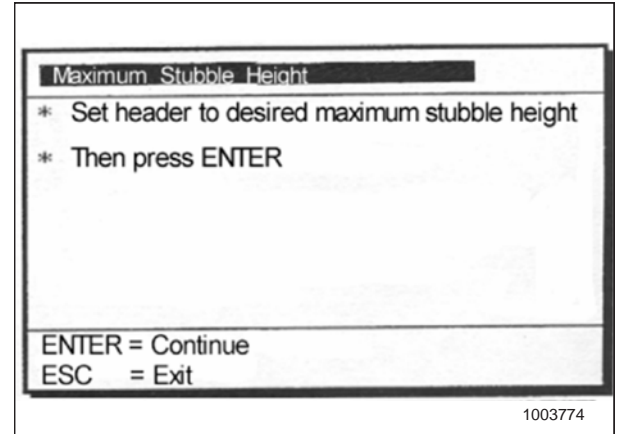 Maximum Stubble Height
* Set header to desired maximum stubble height
* Then press ENTER
ENTER = Continue
ESC = Exit
1003774